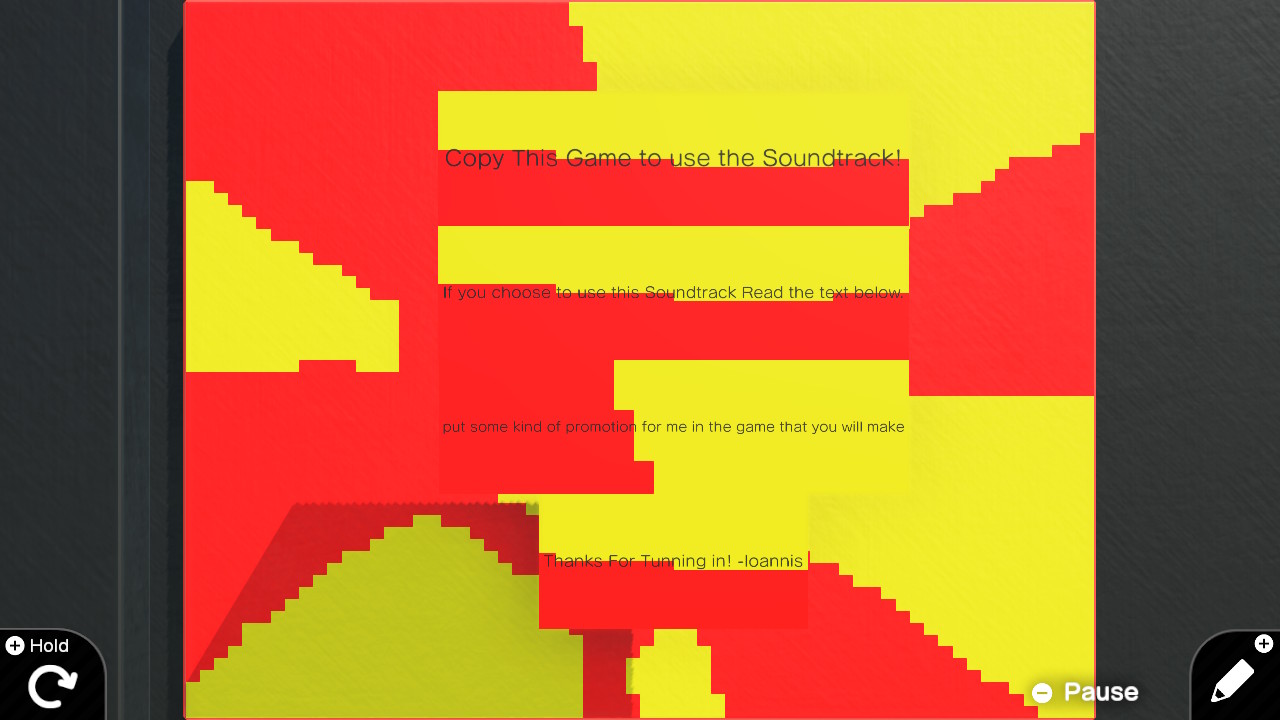 Copy This Game to use the Soundtrack!
If you choose to use this Soundtrack Read the text below.
put some kind of promotion for me in the game that you will make
Thanks For Tunning in! -Ioannis
Hold
Pause